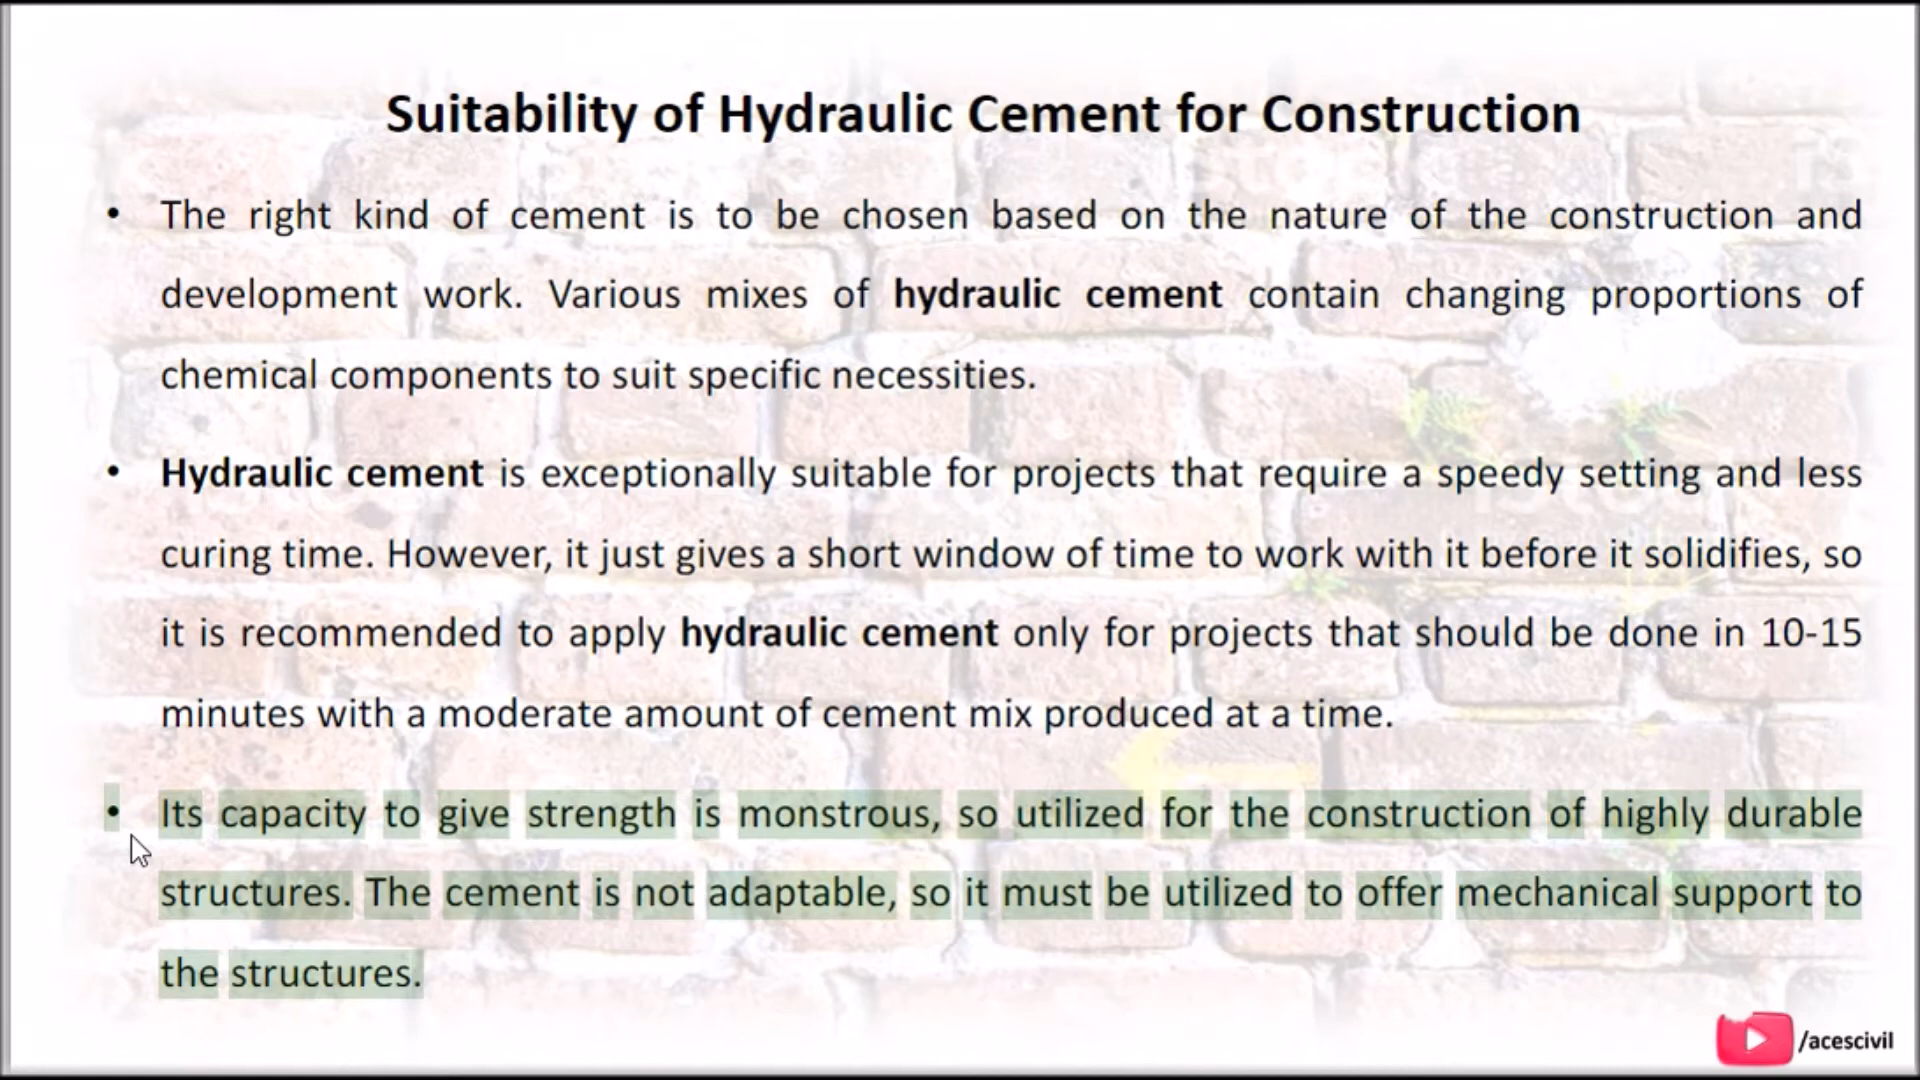 Suitability of Hydraulic Cement for Construction
• The right kind of cement is to be chosen based on the nature of the construction and
development work. Various mixes of hydraulic cement contain changing proportions of
chemical components to suit specific necessities.
• Hydraulic cement is exceptionally suitable for projects that require a speedy setting and less
curing time. However, it just gives a short window of time to work with it before it solidifies, so
it is recommended to apply hydraulic cement only for projects that should be done in 10-15
minutes with a moderate amount of cement mix produced at a time.
• Its capacity to give strength is monstrous, so utilized for the construction of highly durable
structures. The cement is not adaptable, so it must be utilized to offer mechanical support to
the structures.
/acescivil